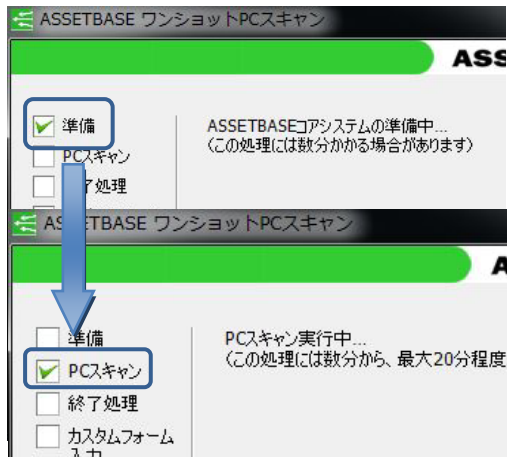 ASSETBASE ワンショットPCスキャン
ASS
準備
ASSETBASEコアシステムの準備中...
(この処理には数分かかる場合があります)
PCスキャン
了処理
ASSETBASE ワンショットPCスキャン
A
準備
PCスキャン実行中...
(この処理には数分から、最大20分程度
PCスキャン
終了処理
カスタムフォーム
入力